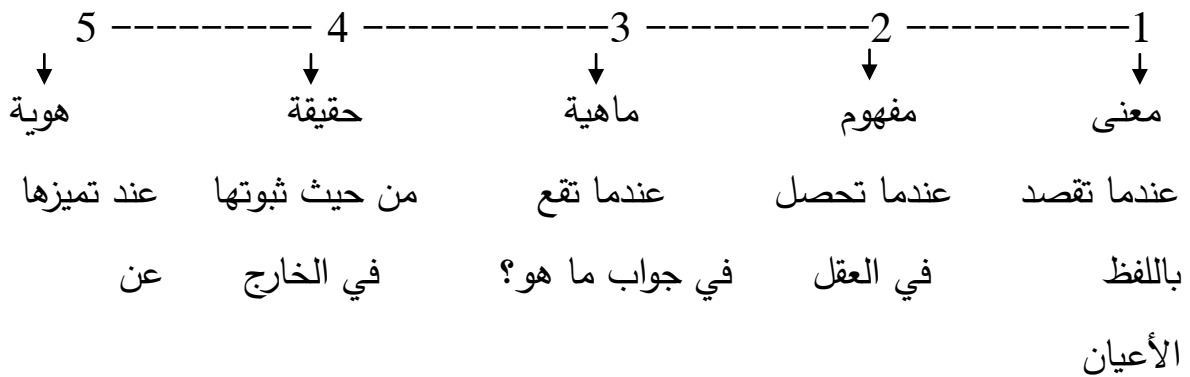 1 ---------- 2 ---------- 3 ----------- 4 --------- 5
معنى مفهوم ماهية حقيقة هوية
عندما تقصد عندما تحصل عندما تقع من حيث ثبوتها عند تميزها
باللفظ في العقل في جواب ما هو؟ في الخارج عن
الأعيان